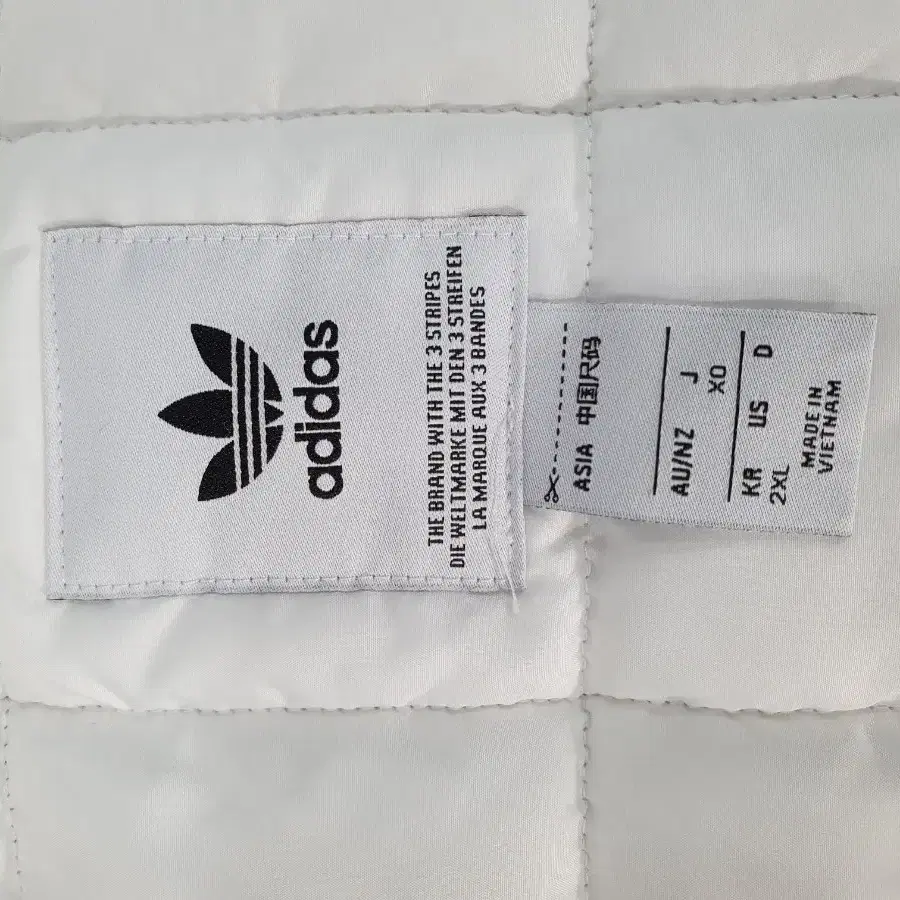 adidas
THE BRAND WITH THE 3 STRIPES
DIE WELTMARKE MIT DEN 3 STREIFEN
LA MARQUE AUX 3 BANDES
ASIA 中国尺码
AU/NZ J
XO
KR US D
2XL
MADE IN
VIETNAM